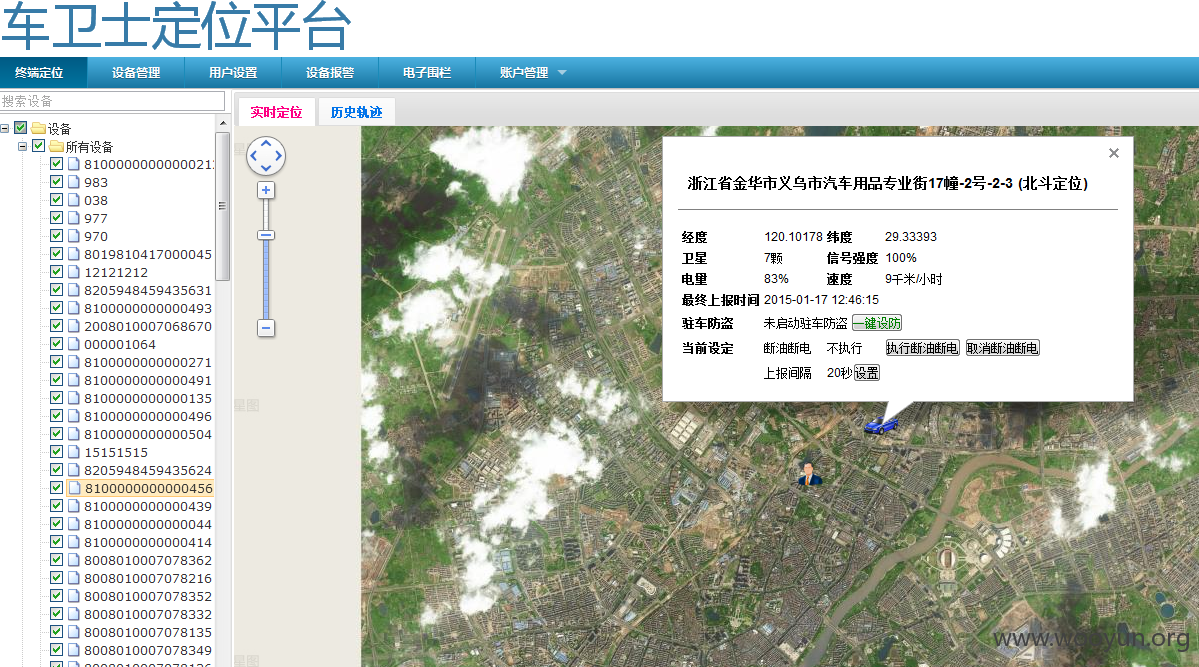 车卫士定位平台
终端定位 设备管理 用户设置 设备报警 电子围栏 账户管理
搜索设备
实时定位 历史轨迹
设备
所有设备
983
038
977
970
8019810417000045
12121212
8205948459435631
8100000000000493
2008010007068670
000001064
8100000000000271
8100000000000491
8100000000000135
8100000000000496
8100000000000504
15151515
8205948459435624
8100000000000456
8100000000000439
8100000000000044
8100000000000414
8008010007078362
8008010007078216
8008010007078352
8008010007078332
8008010007078135
8008010007078349
浙江省金华市义乌市汽车用品专业街17幢-2号-2-3 (北斗定位)
经度 120.10178 纬度 29.33393
卫星 7颗 信号强度 100%
电量 83% 速度 9千米/小时
最终上报时间 2015-01-17 12:46:15
驻车防盗 未启动驻车防盗 一键设防
当前设定 断油断电 不执行 执行断油断电 取消断油断电
上报间隔 20秒 设置
星图
www.wooyun.org